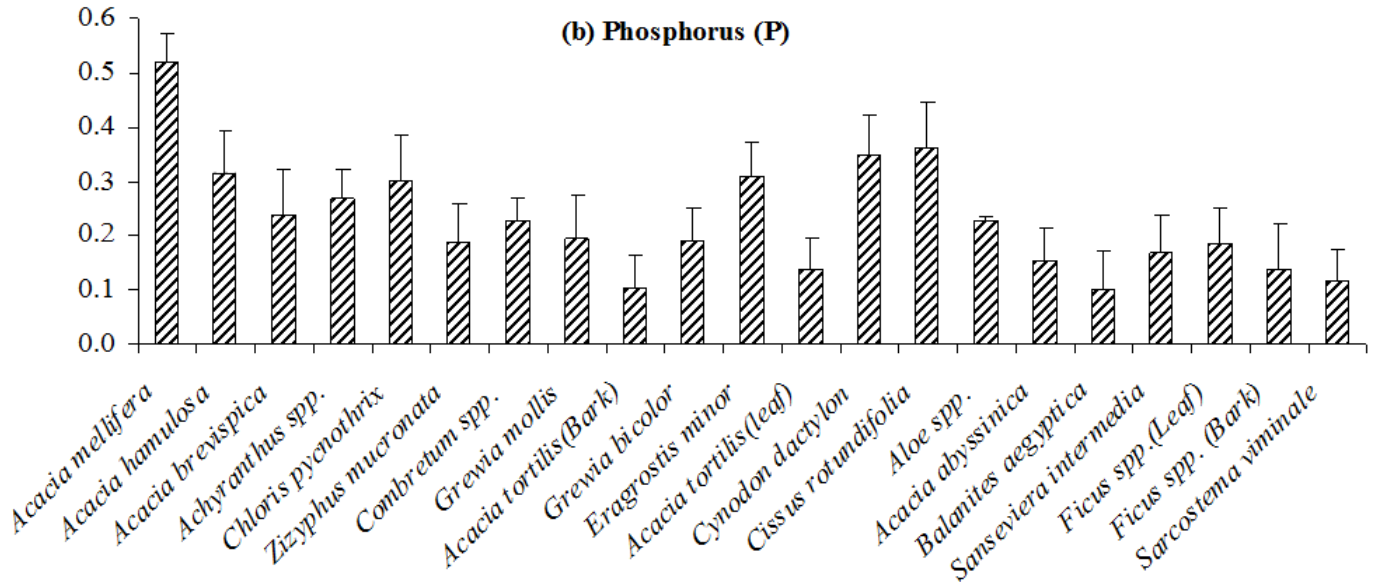 (b) Phosphorus (P)
0.6
0.5
0.4
0.3
0.2
0.1
0.0
Acacia mellifera
Acacia hamulosa
Acacia brevispica
Achyranthus spp.
Chloris pycnothrix
Zizyphus mucronata
Combretum spp.
Grewia mollis
Acacia tortilis(Bark)
Grewia bicolor
Eragrostis minor
Acacia tortilis(leaf)
Cynodon dactylon
Cissus rotundifolia
Aloe spp.
Acacia abyssinica
Balanites aegyptica
Sanseviera intermedia
Ficus spp.(Leaf)
Ficus spp. (Bark)
Sarcostema viminale